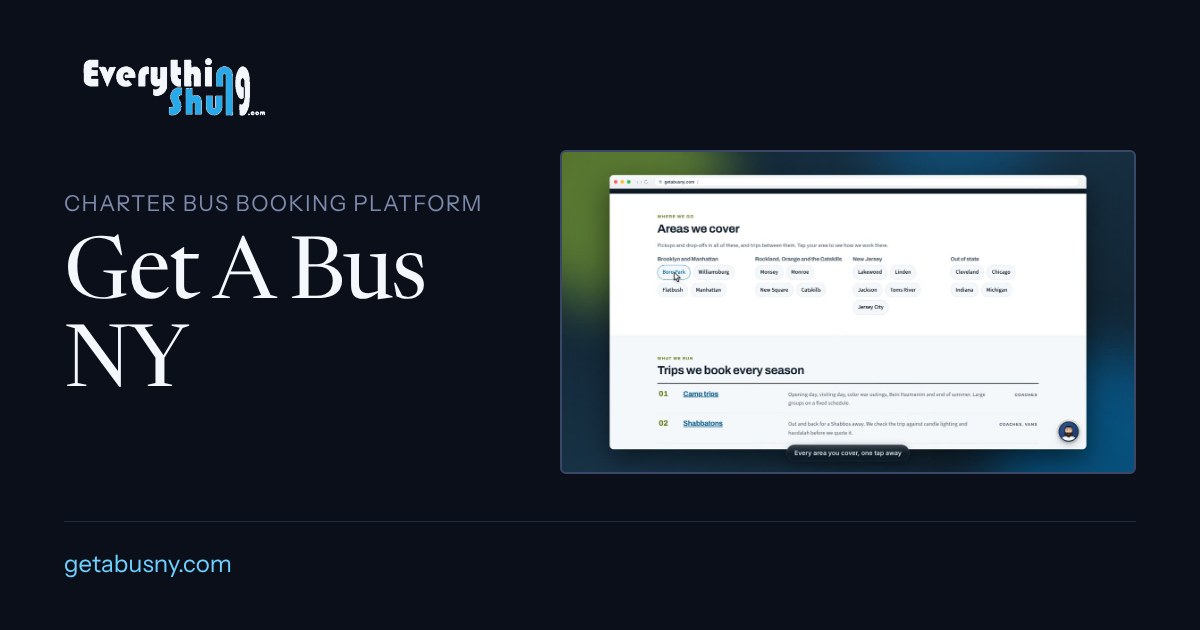 Everything
Shul
.com
CHARTER BUS BOOKING PLATFORM
Get A Bus
NY
getabusny.com
WHERE WE GO
Areas we cover
Pickups and drop-offs in all of these, and trips between them. Tap your area to see how we work there.
Brooklyn and Manhattan
Boro Park Williamsburg
Flatbush Manhattan
Rockland, Orange and the Catskills
Monsey Monroe
New Square Catskills
New Jersey
Lakewood Linden
Jackson Toms River
Jersey City
Out of state
Cleveland Chicago
Indiana Michigan
WHAT WE RUN
Trips we book every season
01 Camp trips
Opening day, visiting day, color war outings, Bein Hazmanim and end of summer. Large
groups on a fixed schedule.
COACHES
02 Shabbatons
Out and back for a Shabbos away. We check the trip against candle lighting and
havdalah before we quote it.
COACHES, VANS
Every area you cover, one tap away
getabusny.com